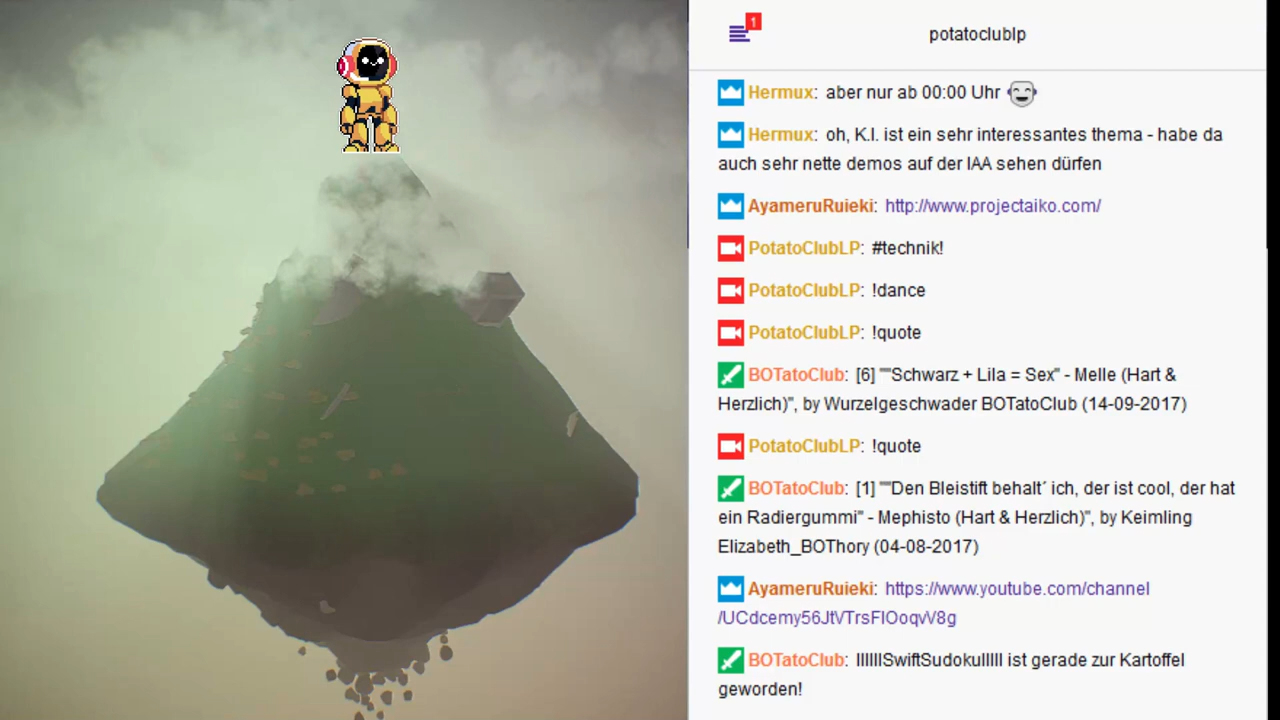 1
potatoclublp
Hermux: aber nur ab 00:00 Uhr
Hermux: oh, K.I. ist ein sehr interessantes thema - habe da
auch sehr nette demos auf der IAA sehen dürfen
AyameruRuieki: http://www.projectaiko.com/
PotatoClubLP: #technik!
PotatoClubLP: !dance
PotatoClubLP: !quote
BOTatoClub: [6] ""Schwarz + Lila = Sex" - Melle (Hart &
Herzlich)", by Wurzelgeschwader BOTatoClub (14-09-2017)
PotatoClubLP: !quote
BOTatoClub: [1] ""Den Bleistift behalt´ ich, der ist cool, der hat
ein Radiergummi" - Mephisto (Hart & Herzlich)", by Keimling
Elizabeth_BOThory (04-08-2017)
AyameruRuieki: https://www.youtube.com/channel
/UCdcemy56JtVTrsFIOoqvV8g
BOTatoClub: IIIIIISwiftSudokuIIIII ist gerade zur Kartoffel
geworden!